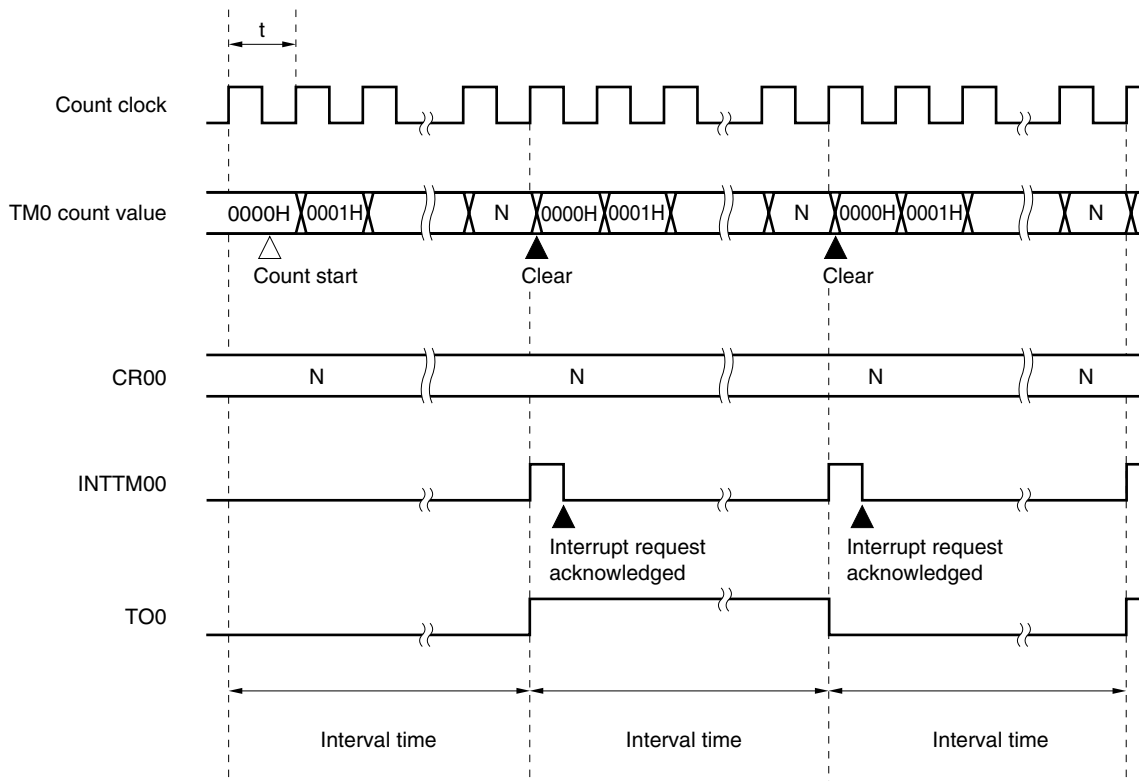 t
Count clock
TM0 count value
0000H 0001H N 0000H 0001H N 0000H 0001H N
Count start Clear Clear
CR00 N N N N
INTTM00
Interrupt request acknowledged
Interrupt request acknowledged
TO0
Interval time Interval time Interval time